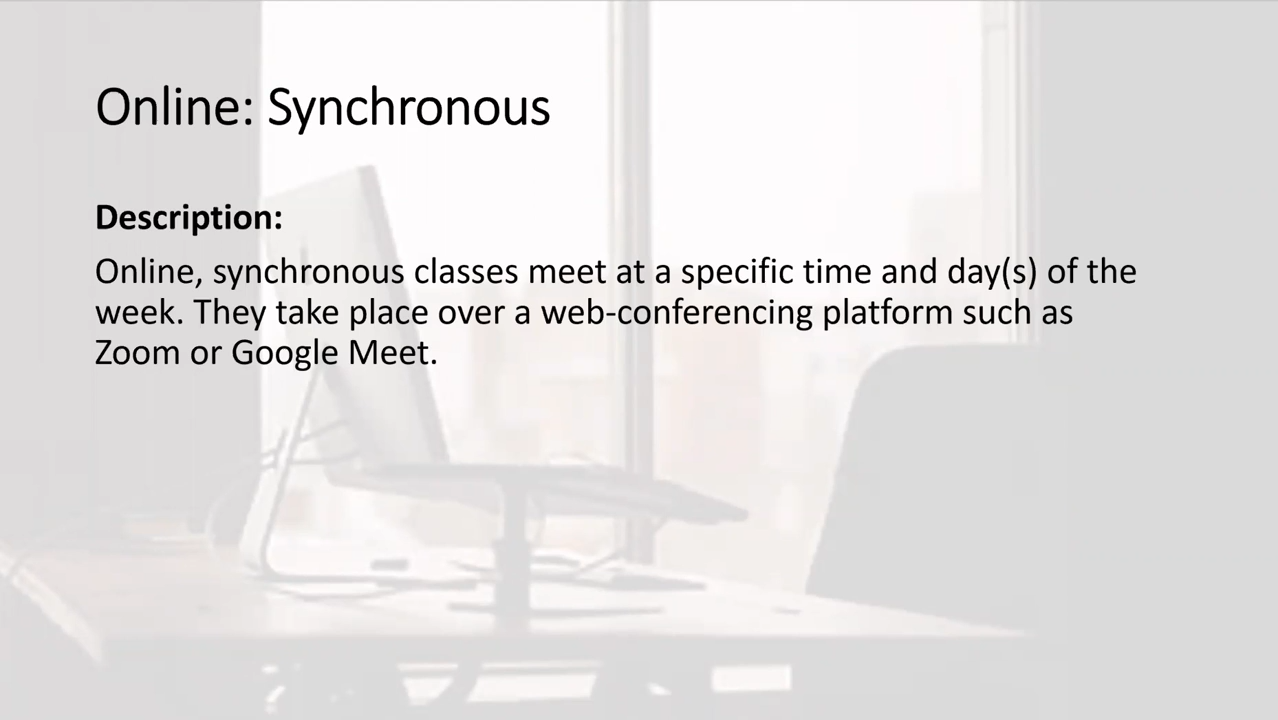 Online: Synchronous
Description:
Online, synchronous classes meet at a specific time and day(s) of the
week. They take place over a web-conferencing platform such as
Zoom or Google Meet.